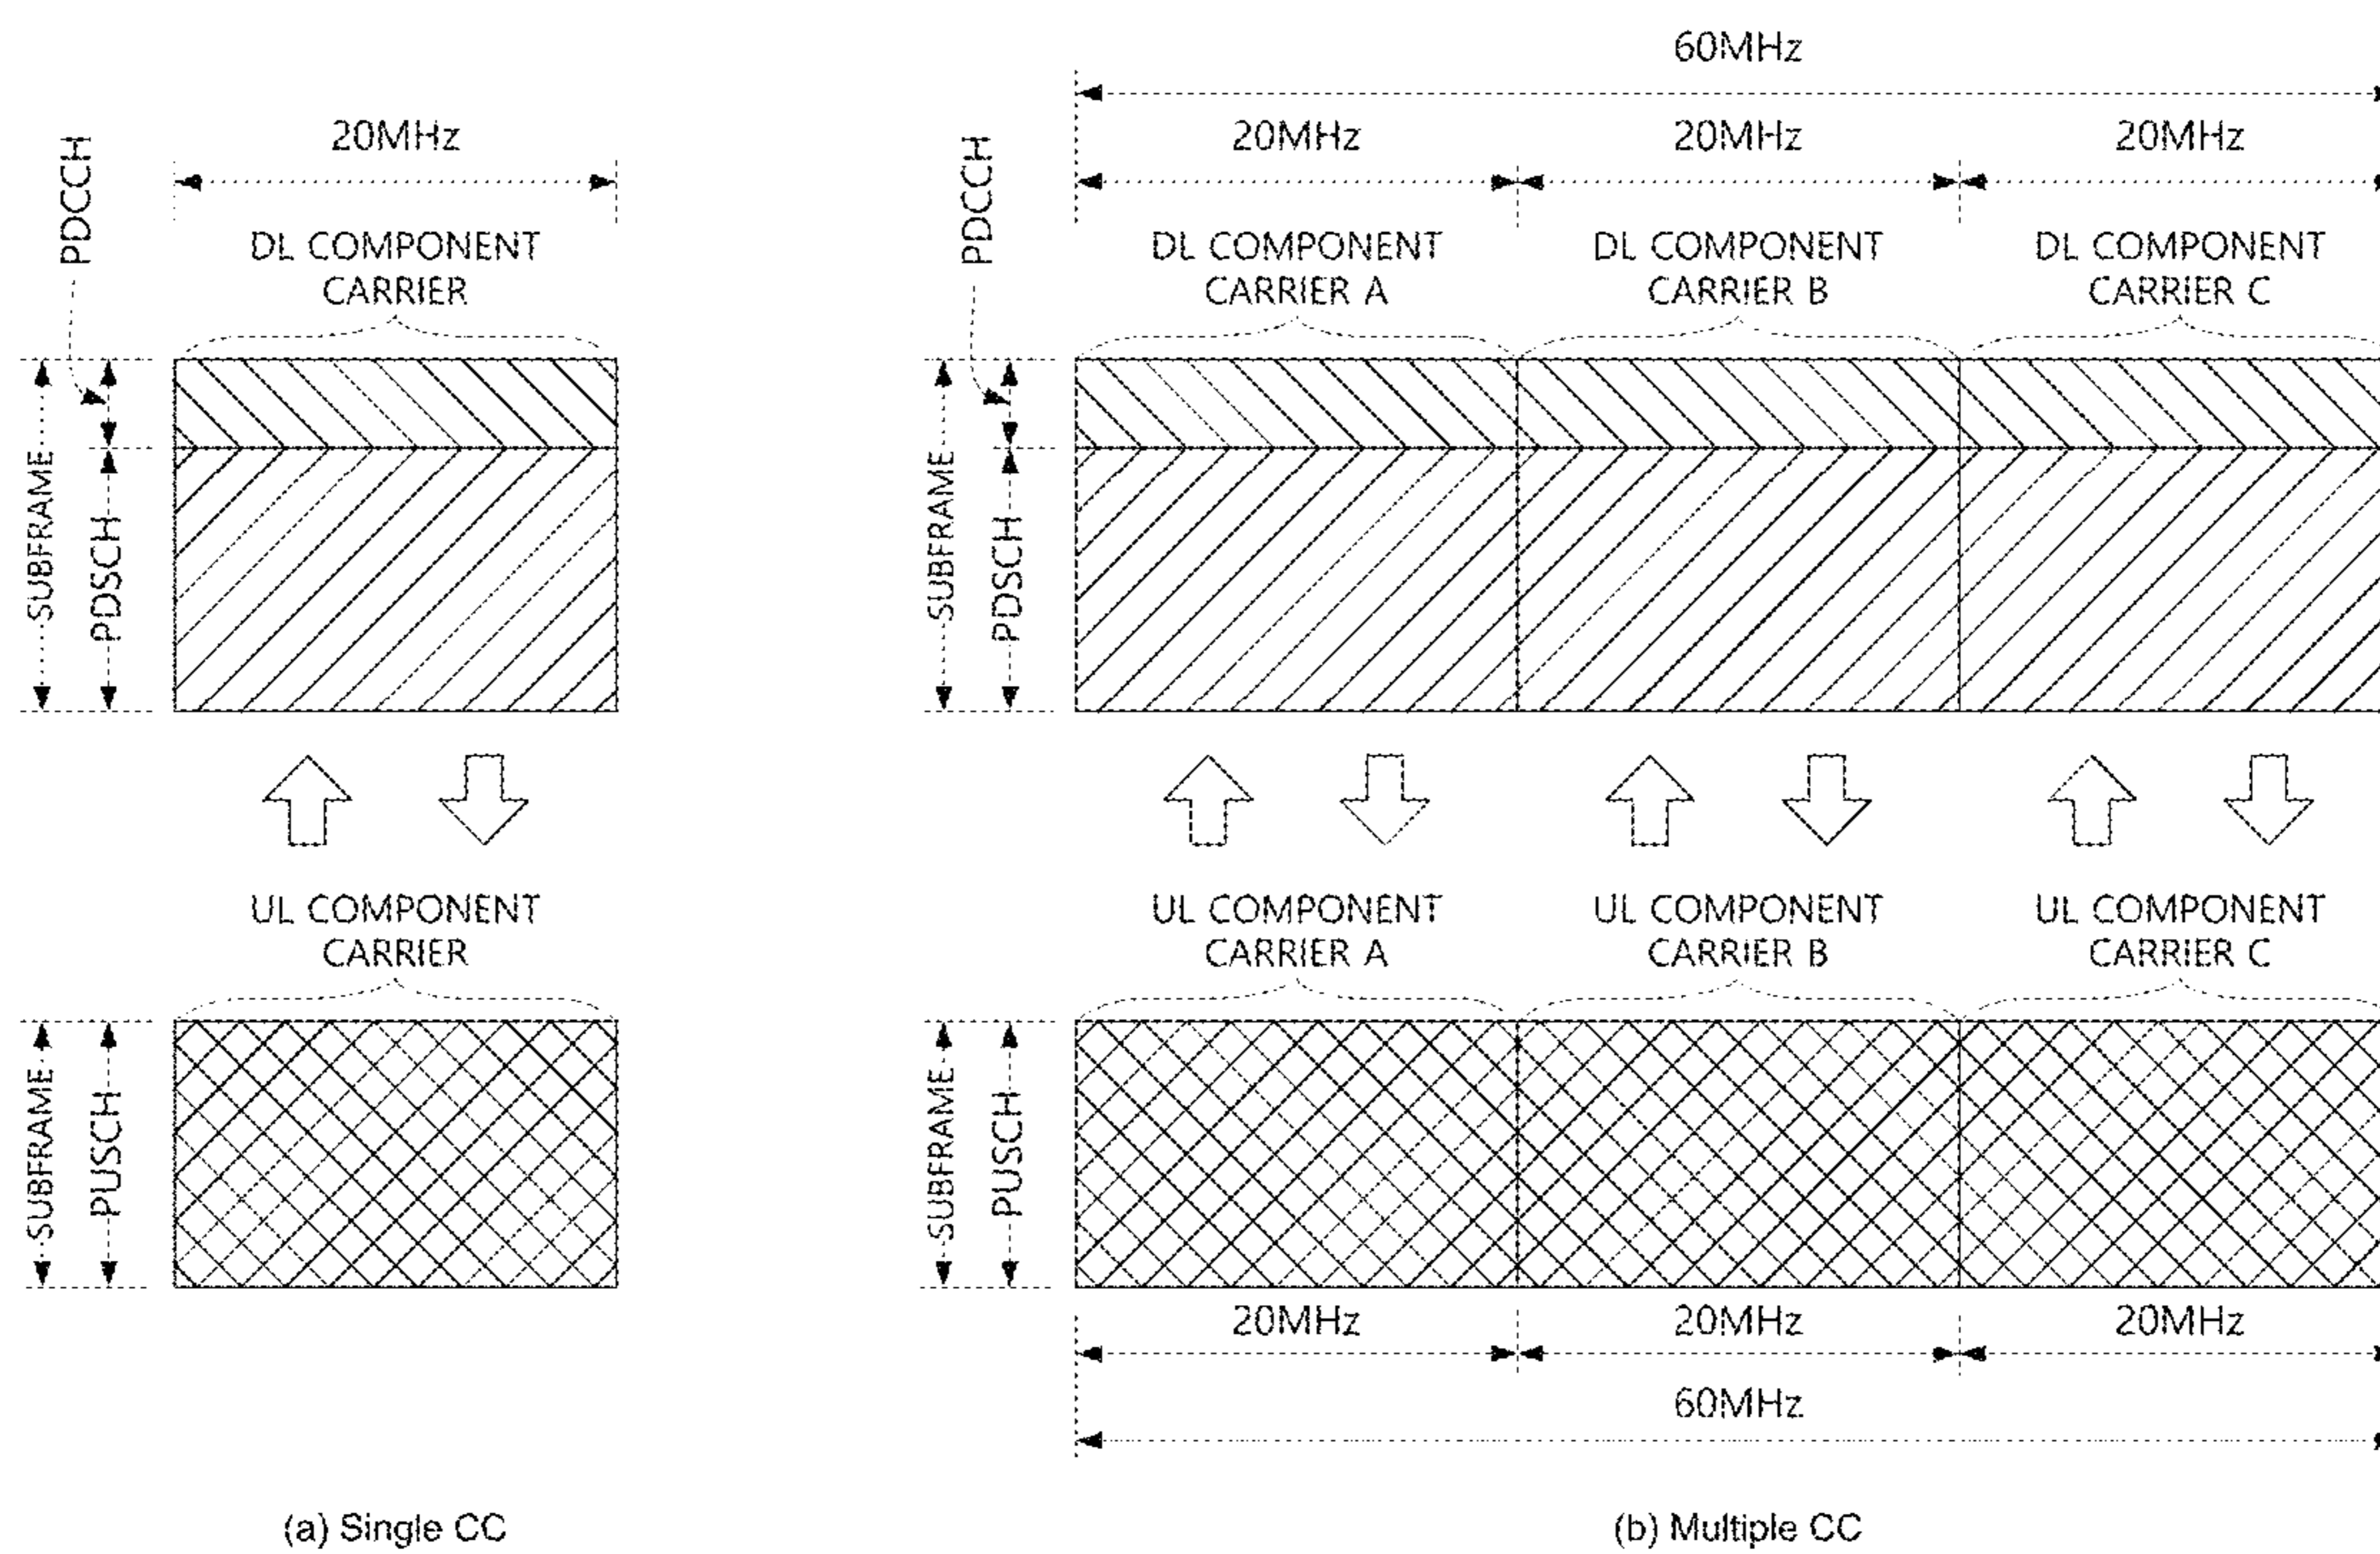 20MHz
PDCCH
DL COMPONENT
CARRIER
SUBFRAME
PDSCH
UL COMPONENT
CARRIER
SUBFRAME
PUSCH
(a) Single CC
60MHz
20MHz
20MHz
20MHz
PDCCH
DL COMPONENT
CARRIER A
DL COMPONENT
CARRIER B
DL COMPONENT
CARRIER C
SUBFRAME
PDSCH
UL COMPONENT
CARRIER A
UL COMPONENT
CARRIER B
UL COMPONENT
CARRIER C
SUBFRAME
PUSCH
20MHz
20MHz
20MHz
60MHz
(b) Multiple CC